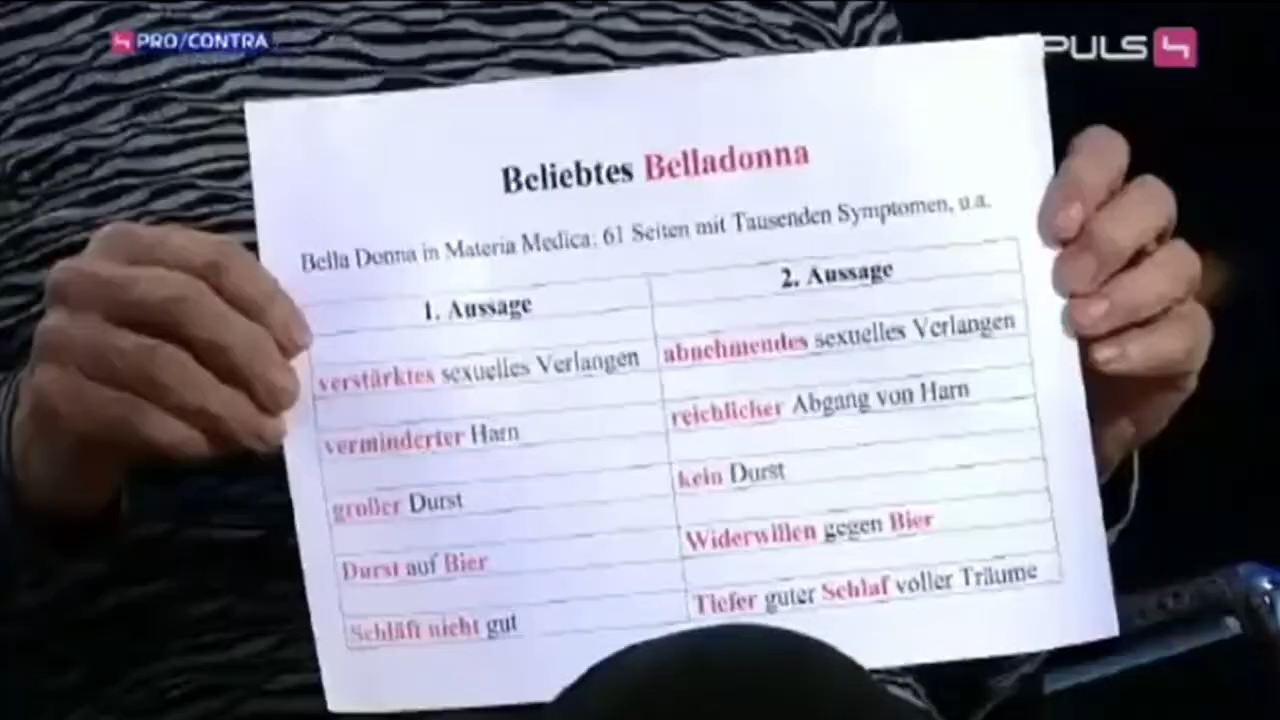 PRO/CONTRA
PULS 4
Beliebtes Belladonna
Bella Donna in Materia Medica: 61 Seiten mit Tausenden Symptomen, u.a.
1. Aussage 2. Aussage
verstärktes sexuelles Verlangen abnehmendes sexuelles Verlangen
verminderter Harn reichlicher Abgang von Harn
großer Durst kein Durst
Durst auf Bier Widerwillen gegen Bier
Schläft nicht gut Tiefer guter Schlaf voller Träume